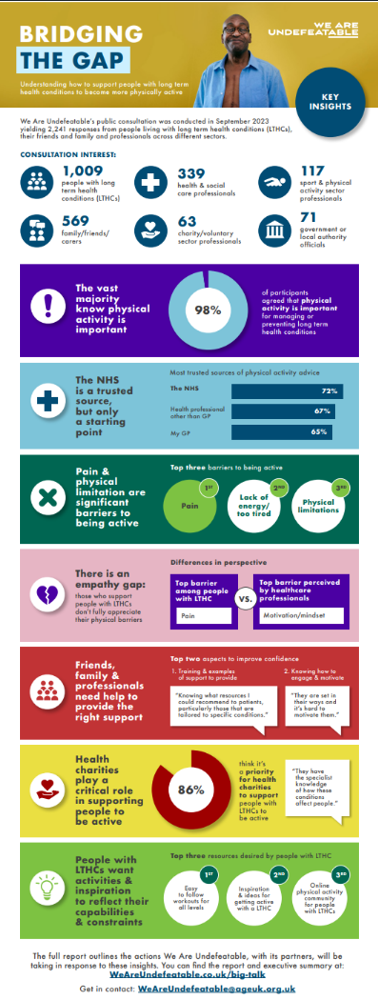 BRIDGING
THE GAP
WE ARE
UNDEFEATABLE
Understanding how to support people with long term
health conditions to become more physically active
KEY
INSIGHTS
We Are Undefeatable's public consultation was conducted in September 2023
yielding 2,241 responses from people living with long term health conditions (LTHCs),
their friends and family and professionals across different sectors.
CONSULTATION INTEREST:
1,009
people with long
term health
conditions (LTHCs)
339
health & social
care professionals
117
sport & physical
activity sector
professionals
569
family/friends/
carers
63
charity/voluntary
sector professionals
71
government or
local authority
officials
The vast
majority
know physical
activity is
important
98%
of participants
agreed that physical
activity is important
for managing or
preventing long term
health conditions
The NHS
is a trusted
source,
but only
a starting
point
Most trusted sources of physical activity advice
The NHS
72%
Health professional
other than GP
67%
My GP
65%
Pain &
physical
limitation are
significant
barriers to
being active
Top three barriers to being active
1ST
Pain
2ND
Lack of
energy/
too tired
3RD
Physical
limitations
There is an
empathy gap:
those who support
people with LTHCs
don't fully appreciate
their physical barriers
Differences in perspective
Top barrier
among people
with LTHC
Pain
VS.
Top barrier perceived
by healthcare
professionals
Motivation/mindset
Friends,
family &
professionals
need help to
provide the
right support
Top two aspects to improve confidence
1. Training & examples
of support to provide
"Knowing what resources I
could recommend to patients,
particularly those that are
tailored to specific conditions."
2. Knowing how to
engage & motivate
"They are set in
their ways and
it's hard to
motivate them."
Health
charities
play a
critical role
in supporting
people to
be active
86%
think it's
a priority
for health
charities
to support
people with
LTHCs to
be active
"They have
the specialist
knowledge
of how these
conditions
affect people."
People with
LTHCs want
activities &
inspiration
to reflect their
capabilities
& constraints
Top three resources desired by people with LTHC
1ST
Easy
to follow
workouts for
all levels
2ND
Inspiration
& ideas for
getting active
with a LTHC
3RD
Online
physical activity
community
for people
with LTHCs
The full report outlines the actions We Are Undefeatable, with its partners, will be
taking in response to these insights. You can find the report and executive summary at:
WeAreUndefeatable.co.uk/big-talk
Get in contact: WeAreUndefeatable@ageuk.org.uk